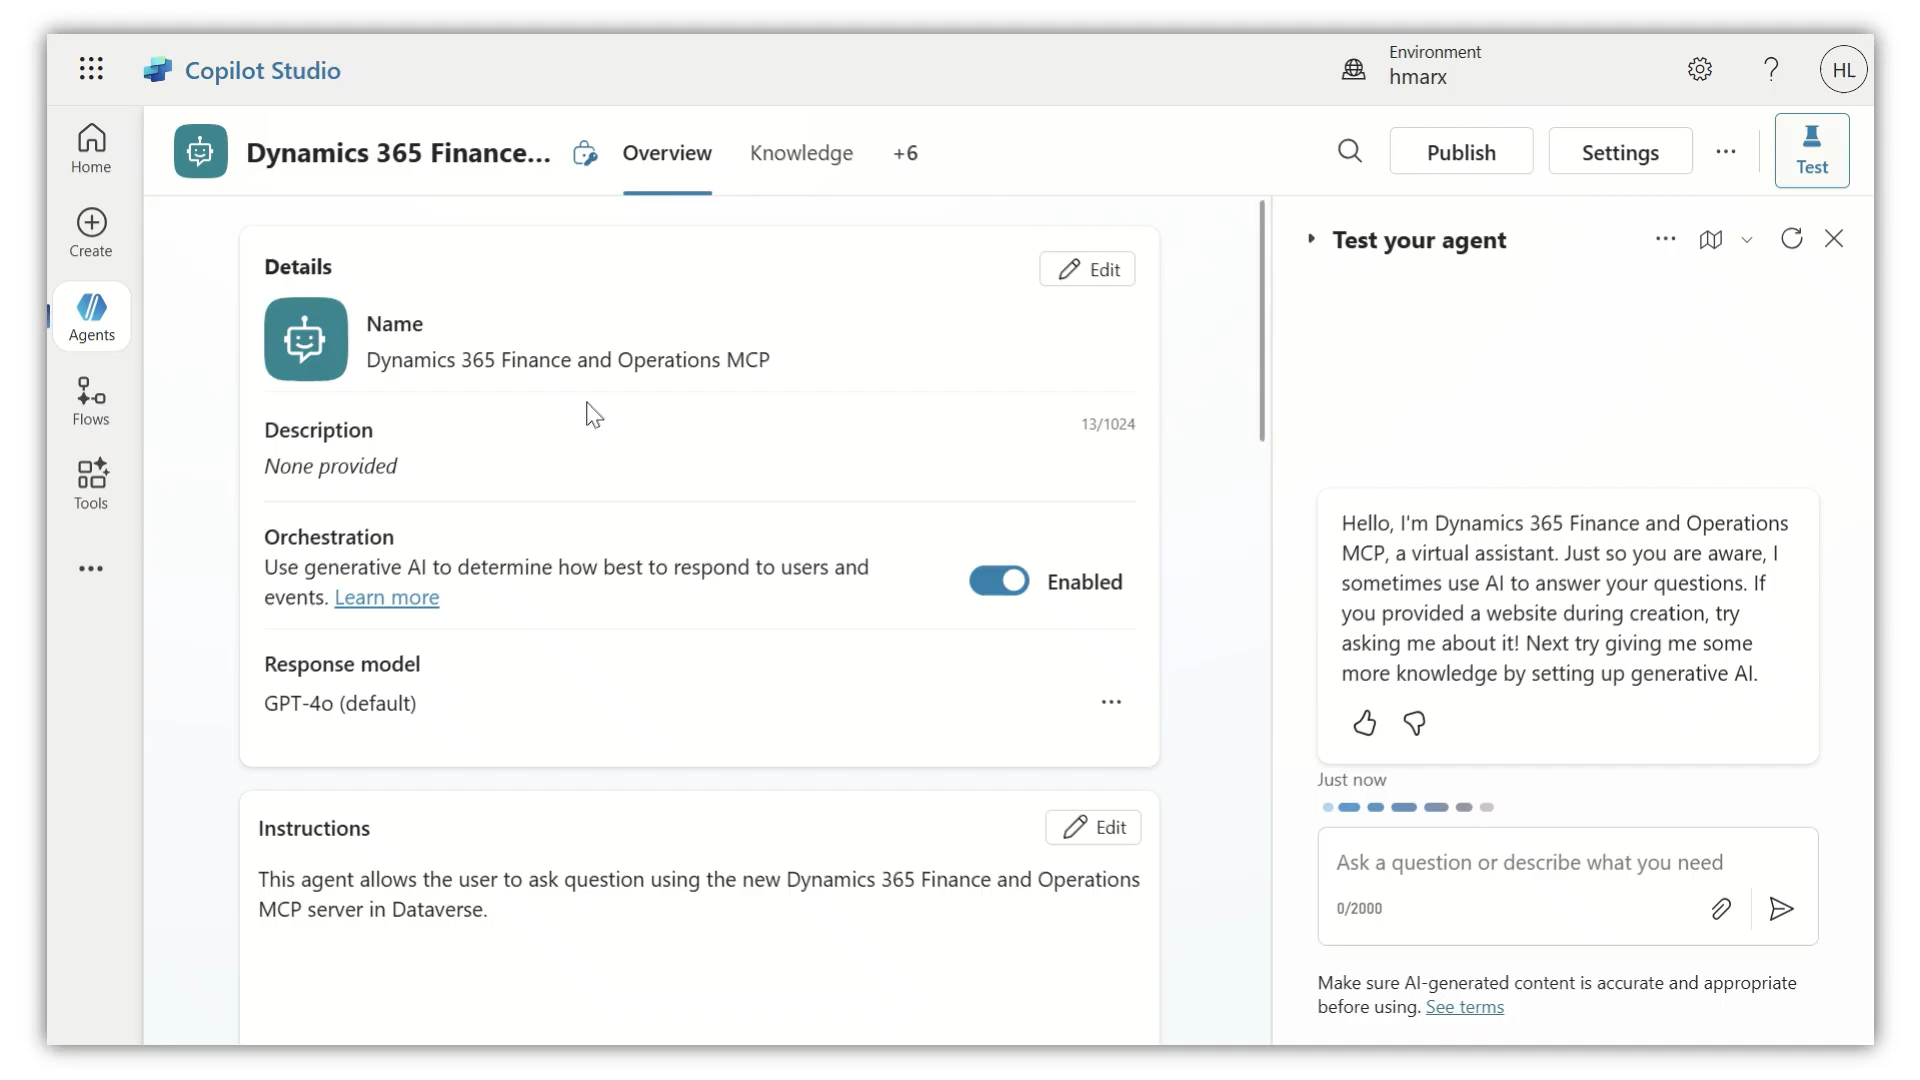 Copilot Studio
Environment
hmarx
HL
Home
Create
Agents
Flows
Tools
Dynamics 365 Finance...
Overview
Knowledge
+6
Publish
Settings
Test
Details
Edit
Name
Dynamics 365 Finance and Operations MCP
Description
13/1024
None provided
Orchestration
Use generative AI to determine how best to respond to users and
events. Learn more
Enabled
Response model
GPT-4o (default)
Instructions
Edit
This agent allows the user to ask question using the new Dynamics 365 Finance and Operations
MCP server in Dataverse.
Test your agent
Hello, I'm Dynamics 365 Finance and Operations
MCP, a virtual assistant. Just so you are aware, I
sometimes use AI to answer your questions. If
you provided a website during creation, try
asking me about it! Next try giving me some
more knowledge by setting up generative AI.
Just now
Ask a question or describe what you need
0/2000
Make sure AI-generated content is accurate and appropriate
before using. See terms